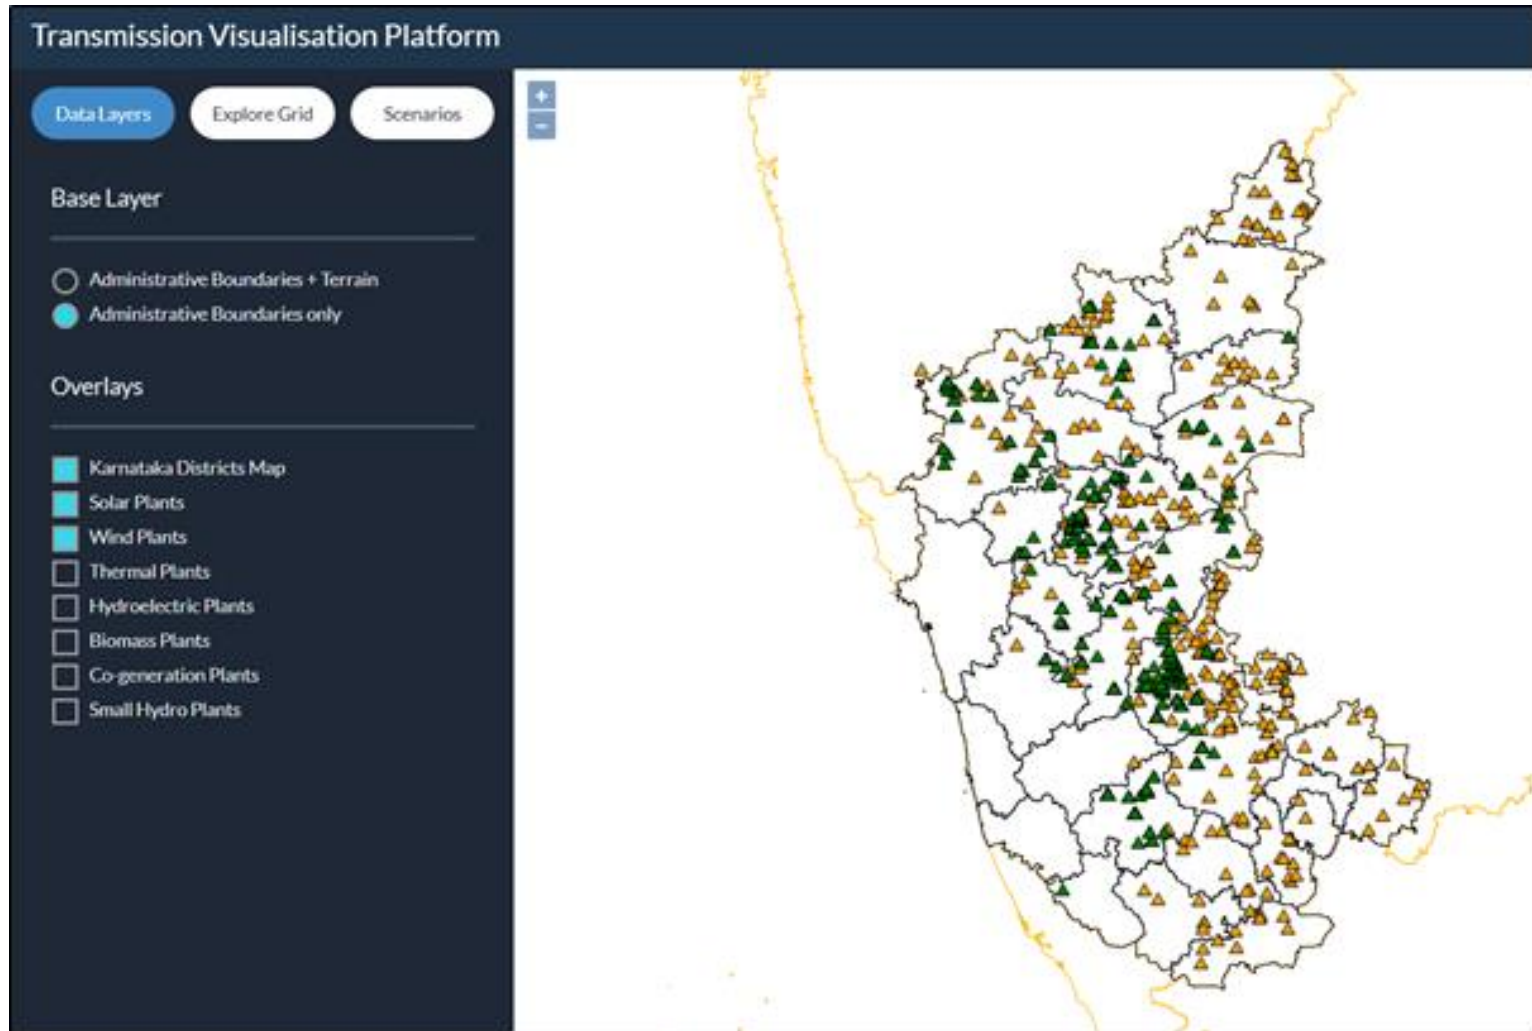 Transmission Visualisation Platform
Data Layers
Explore Grid
Scenarios
Base Layer
Administrative Boundaries + Terrain
Administrative Boundaries only
Overlays
Karnataka Districts Map
Solar Plants
Wind Plants
Thermal Plants
Hydroelectric Plants
Biomass Plants
Co-generation Plants
Small Hydro Plants
+
−